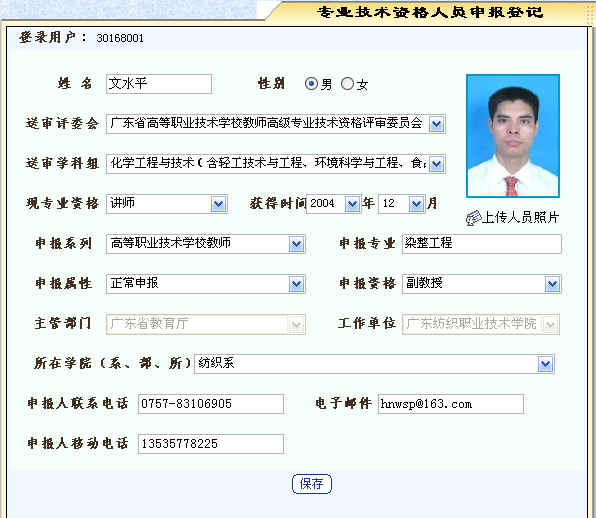 专业技术资格人员申报登记
登录用户： 30168001
姓 名 文水平 性别 男 女
送审评委会 广东省高等职业技术学校教师高级专业技术资格评审委员会
送审学科组 化学工程与技术（含轻工技术与工程、环境科学与工程、食品
现专业资格 讲师 获得时间 2004 年 12 月
上传人员照片
申报系列 高等职业技术学校教师 申报专业 染整工程
申报属性 正常申报 申报资格 副教授
主管部门 广东省教育厅 工作单位 广东纺织职业技术学院
所在学院（系、部、所） 纺织系
申报人联系电话 0757-83106905 电子邮件 hnwsp@163.com
申报人移动电话 13535778225
保存